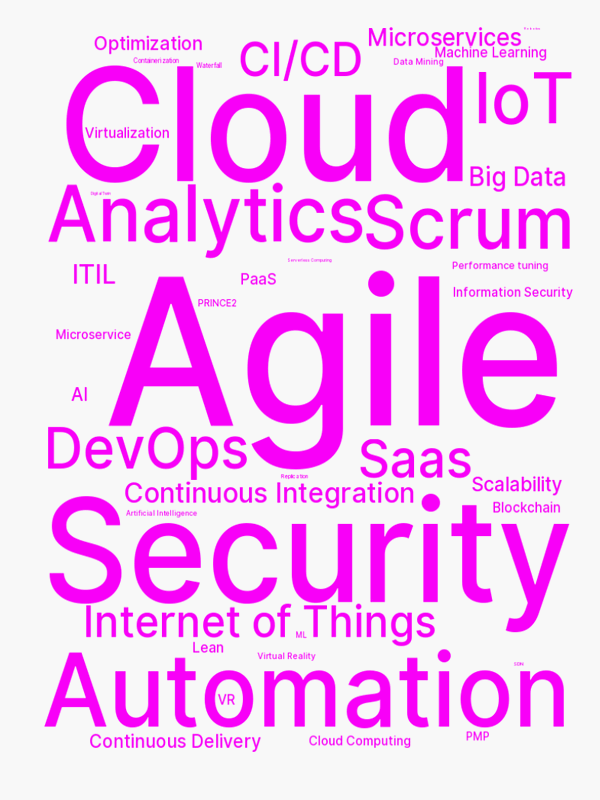 Optimization
Microservices
CI/CD
Machine Learning
Containerization
Waterfall
Data Mining
Cloud
IoT
Virtualization
Big Data
Analytics
Scrum
Serverless Computing
Performance tuning
ITIL
PaaS
Information Security
PRINCE2
Agile
Microservice
AI
DevOps
Saas
Replication
Scalability
Continuous Integration
Blockchain
Artificial Intelligence
Security
Internet of Things
ML
Lean
Virtual Reality
SDN
Automation
VR
Continuous Delivery
Cloud Computing
PMP